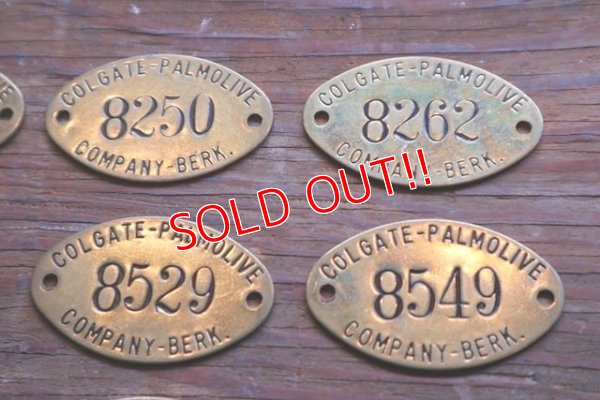 COLGATE-PALMOLIVE
8250
COMPANY-BERK.
COLGATE-PALMOLIVE
8262
COMPANY-BERK.
SOLD OUT!!
COLGATE-PALMOLIVE
8529
COMPANY-BERK.
COLGATE-PALMOLIVE
8549
COMPANY-BERK.